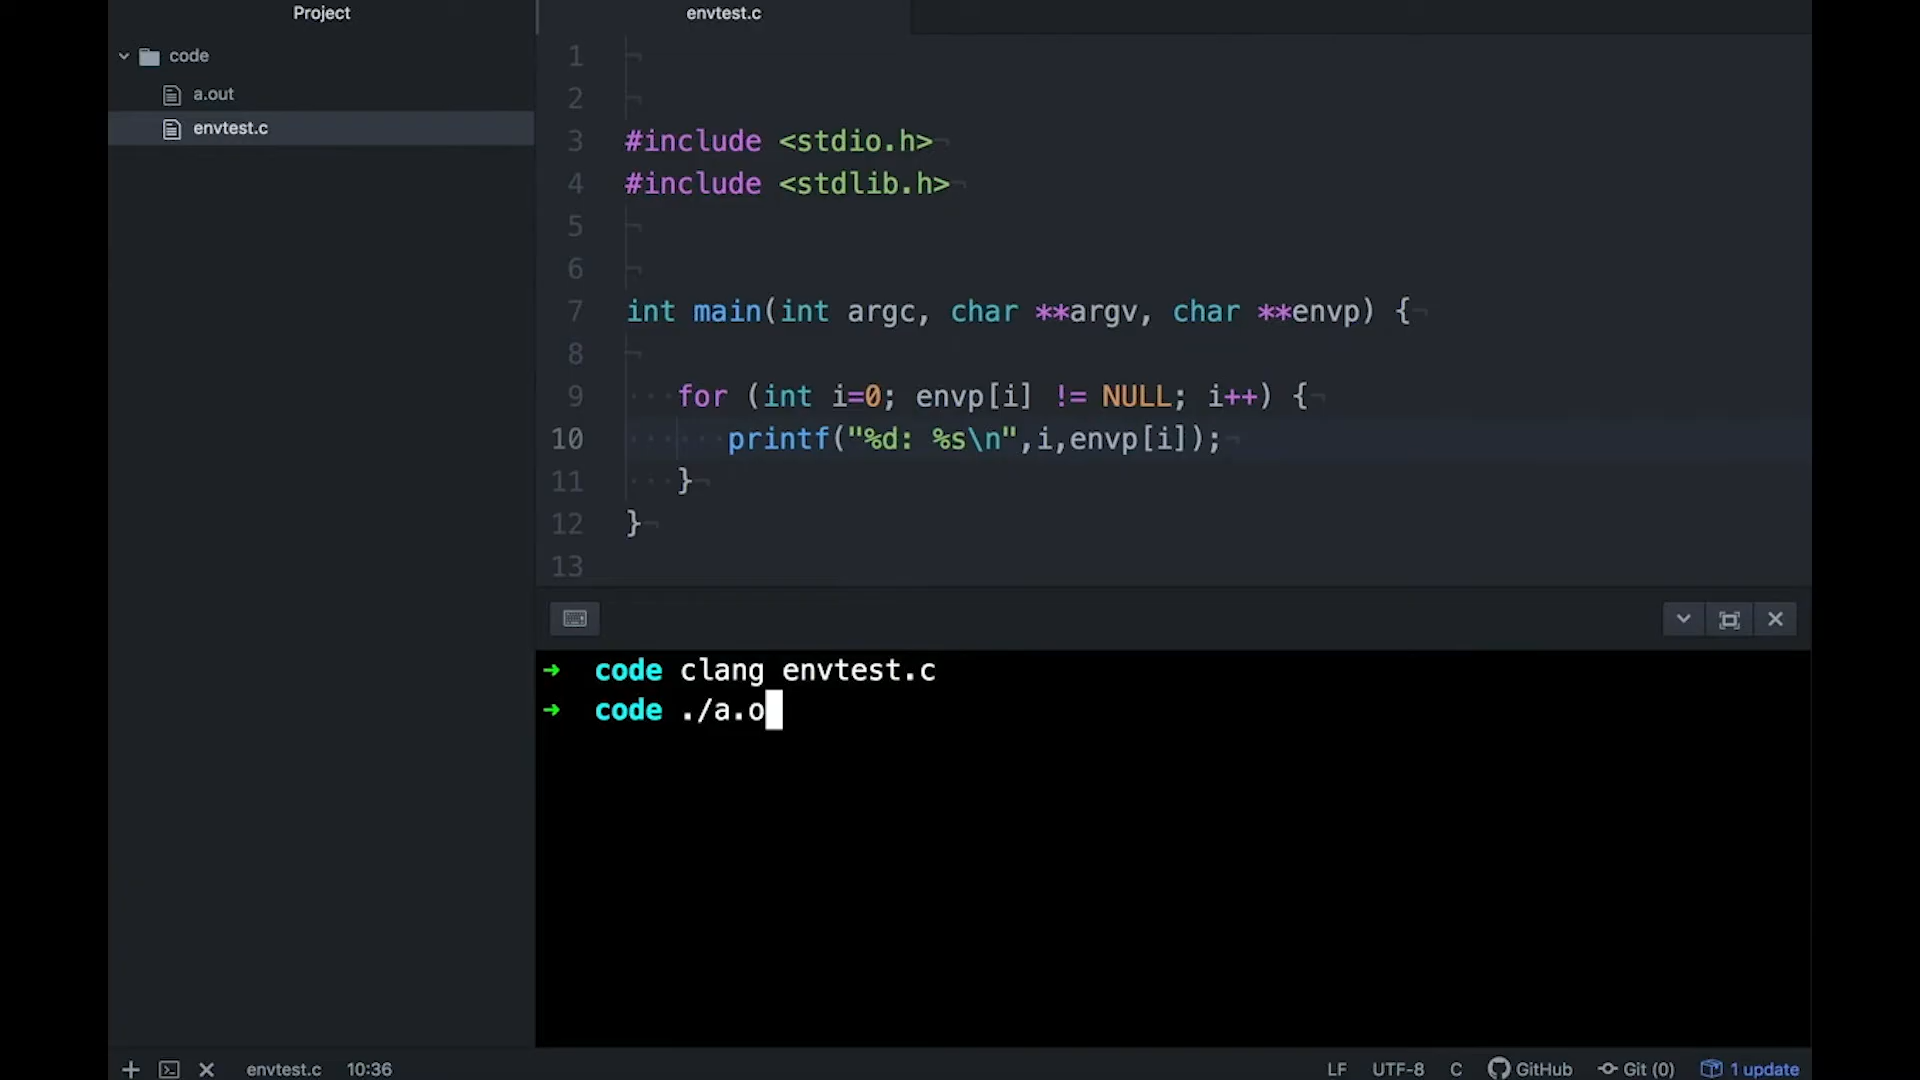 Project
envtest.c
code
a.out
envtest.c
1
2
3 #include <stdio.h>
4 #include <stdlib.h>
5
6
7 int main(int argc, char **argv, char **envp) {
8
9 for (int i=0; envp[i] != NULL; i++) {
10 printf("%d: %s\n",i,envp[i]);
11 }
12 }
13
➜ code clang envtest.c
➜ code ./a.o
envtest.c 10:36 LF UTF-8 C GitHub Git (0) 1 update